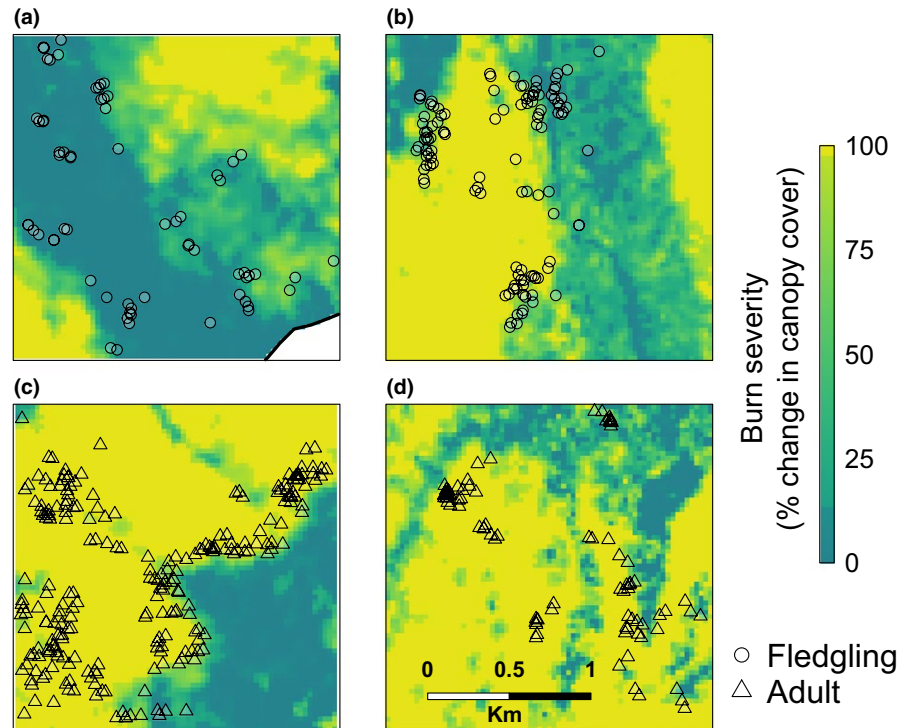 (a)
(b)
(c)
(d)
Burn severity
(% change in canopy cover)
100
75
50
25
0
0 0.5 1
Km
Fledgling
Adult